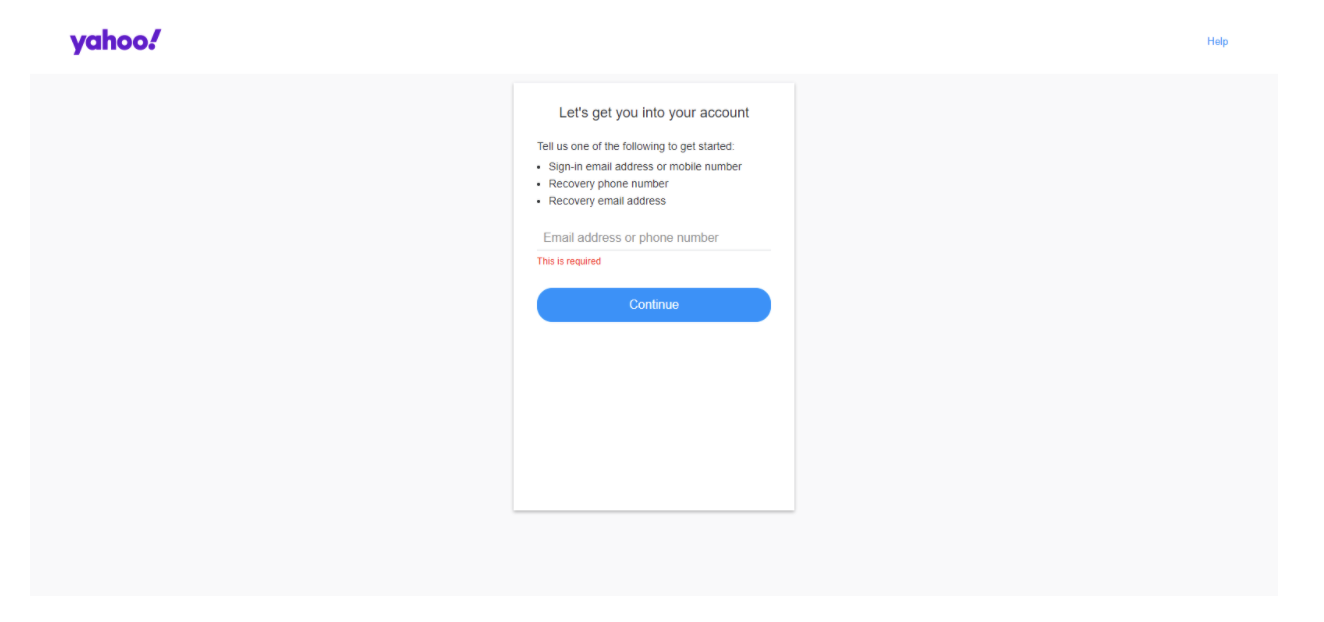 yahoo!
Help
Let's get you into your account
Tell us one of the following to get started:
• Sign-in email address or mobile number
• Recovery phone number
• Recovery email address
Email address or phone number
This is required
Continue